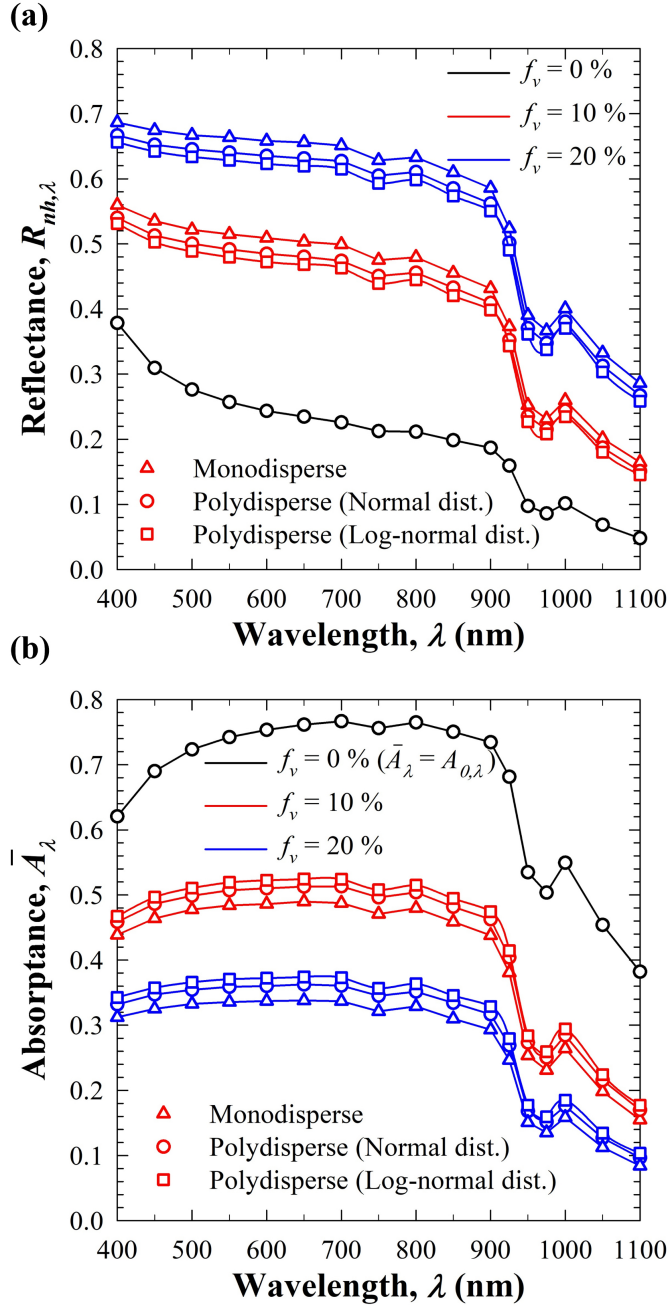 (a)
f_v = 0 %
f_v = 10 %
f_v = 20 %
Reflectance, R_nh,λ
0.8
0.7
0.6
0.5
0.4
0.3
0.2
0.1
0.0
Monodisperse
Polydisperse (Normal dist.)
Polydisperse (Log-normal dist.)
400 500 600 700 800 900 1000 1100
Wavelength, λ (nm)
(b)
f_v = 0 % (Ā_λ = A_0,λ)
f_v = 10 %
f_v = 20 %
Absorptance, Ā_λ
0.8
0.7
0.6
0.5
0.4
0.3
0.2
0.1
0.0
Monodisperse
Polydisperse (Normal dist.)
Polydisperse (Log-normal dist.)
400 500 600 700 800 900 1000 1100
Wavelength, λ (nm)